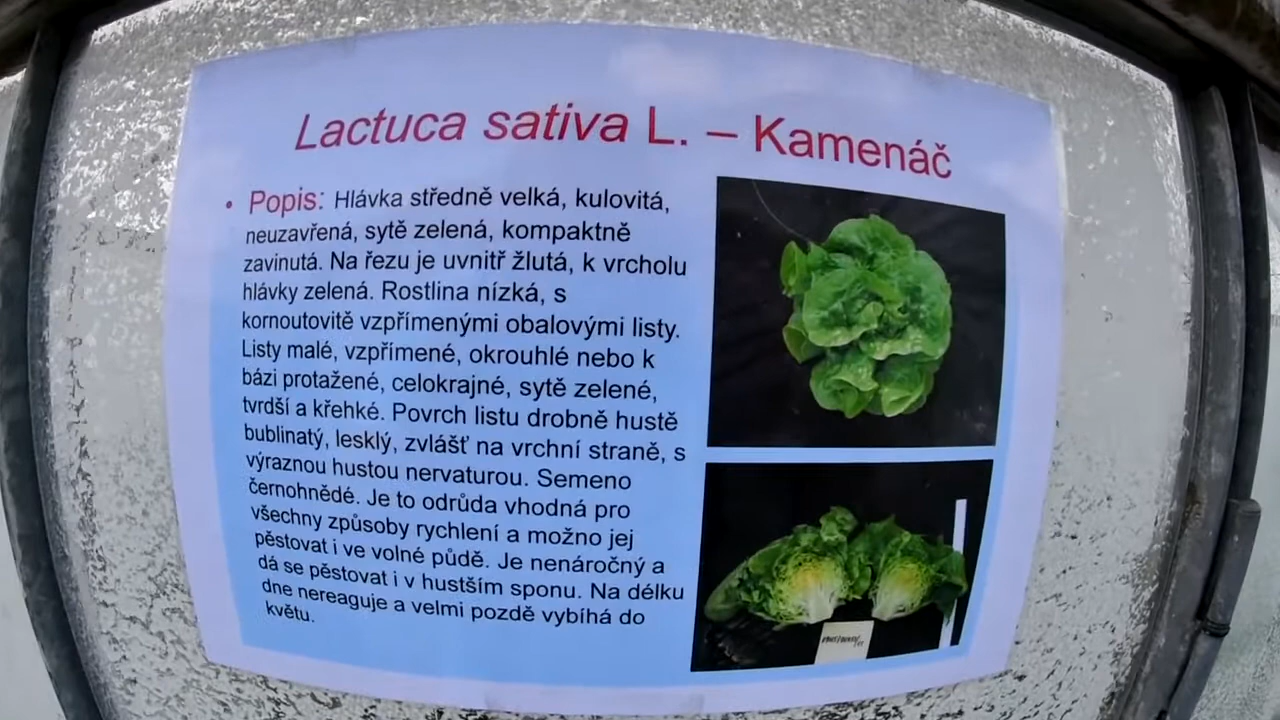 Lactuca sativa L. – Kamenáč
• Popis: Hlávka středně velká, kulovitá,
neuzavřená, sytě zelená, kompaktně
zavinutá. Na řezu je uvnitř žlutá, k vrcholu
hlávky zelená. Rostlina nízká, s
kornoutovitě vzpřímenými obalovými listy.
Listy malé, vzpřímené, okrouhlé nebo k
bázi protažené, celokrajné, sytě zelené,
tvrdší a křehké. Povrch listu drobně hustě
bublinatý, lesklý, zvlášť na vrchní straně, s
výraznou hustou nervaturou. Semeno
černohnědé. Je to odrůda vhodná pro
všechny způsoby rychlení a možno jej
pěstovat i ve volné půdě. Je nenáročný a
dá se pěstovat i v hustším sponu. Na délku
dne nereaguje a velmi pozdě vybíhá do
květu.